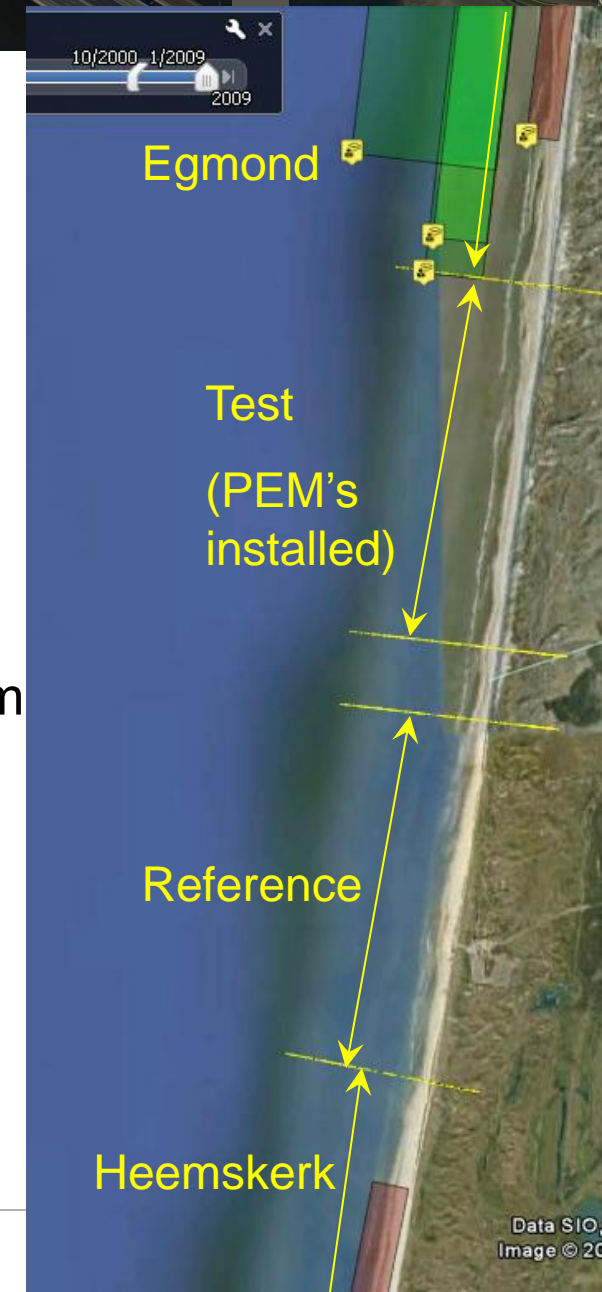 10/2000 1/2009
2009
Egmond
Test
(PEM's
installed)
m
Reference
Heemskerk
Data SIO,
Image © 20